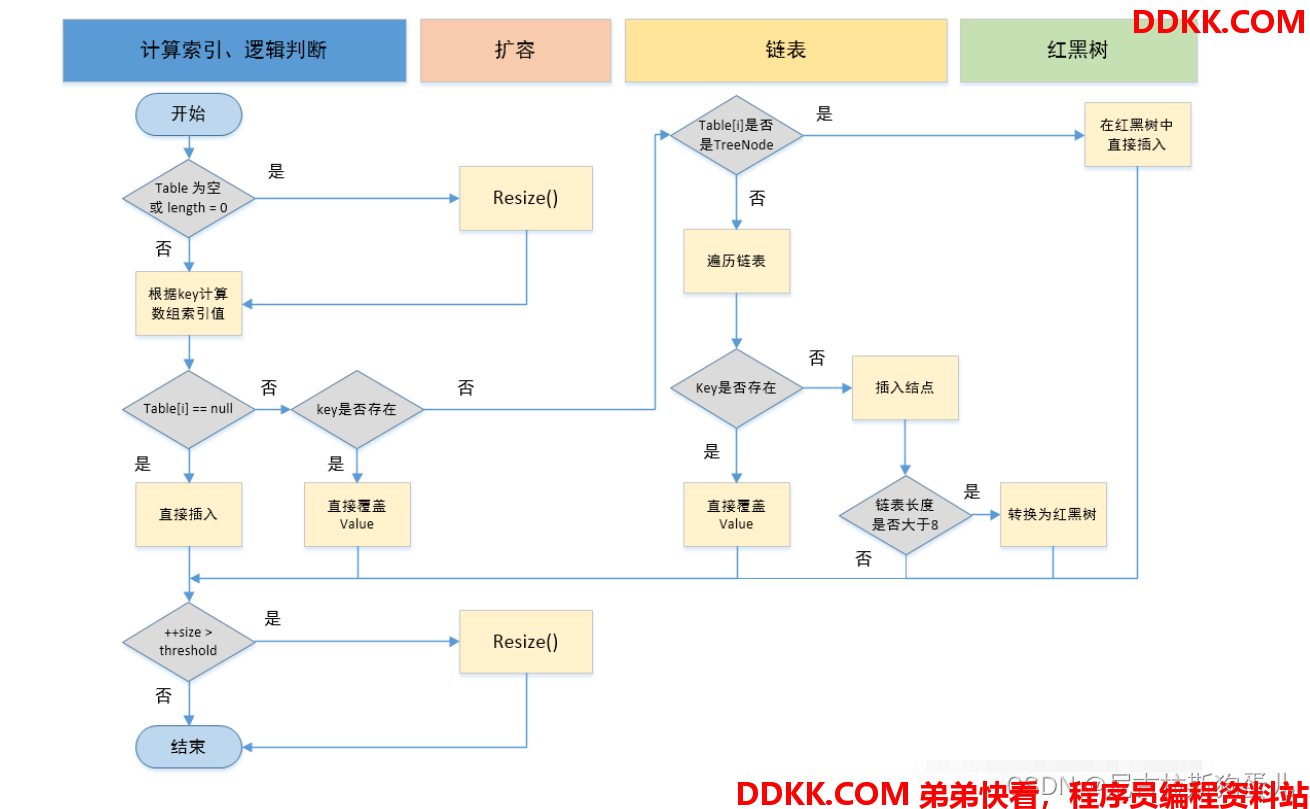 DDKK.COM
计算索引、逻辑判断
扩容
链表
红黑树
开始
Table 为空
或 length = 0
是
Resize()
否
根据key计算
数组索引值
Table[i] == null
否
key是否存在
否
是
直接插入
是
直接覆盖
Value
Table[i]是否
是TreeNode
是
在红黑树中
直接插入
否
遍历链表
Key是否存在
否
插入结点
是
直接覆盖
Value
链表长度
是否大于8
是
转换为红黑树
否
++size >
threshold
是
Resize()
否
结束
CSDN @尼古拉斯狗蛋儿
DDKK.COM 弟弟快看，程序员编程资料站